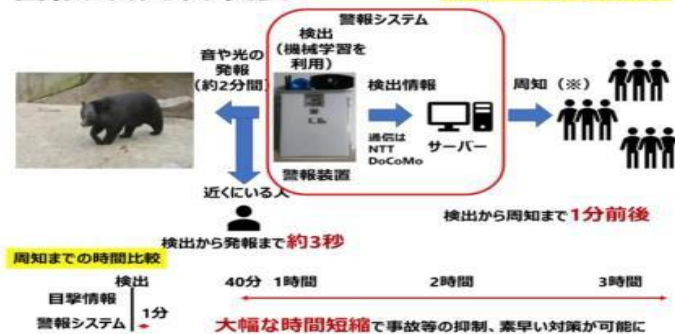 警報システム
音や光の
発報
(約2分間)
検出
(機械学習を
利用)
検出情報
周知（※）
通信は
NTT
DoCoMo
サーバー
警報装置
近くにいる人
検出から発報まで約3秒
検出から周知まで1分前後
周知までの時間比較
検出
40分
1時間
2時間
3時間
目撃情報
警報システム
1分
大幅な時間短縮で事故等の抑制、素早い対策が可能に